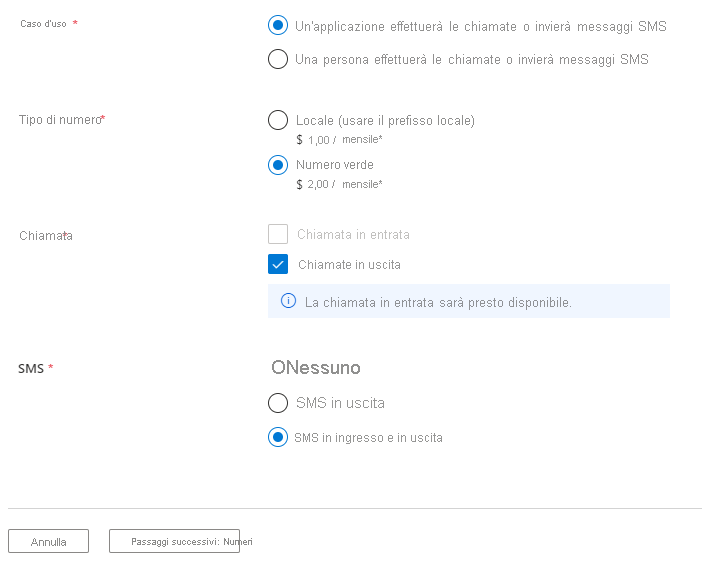 Caso d'uso *
Un'applicazione effettuerà le chiamate o invierà messaggi SMS
Una persona effettuerà le chiamate o invierà messaggi SMS
Tipo di numero*
Locale (usare il prefisso locale)
$ 1,00 / mensile*
Numero verde
$ 2,00 / mensile*
Chiamata*
Chiamata in entrata
Chiamate in uscita
La chiamata in entrata sarà presto disponibile.
SMS *
ONessuno
SMS in uscita
SMS in ingresso e in uscita
Annulla
Passaggi successivi: Numeri